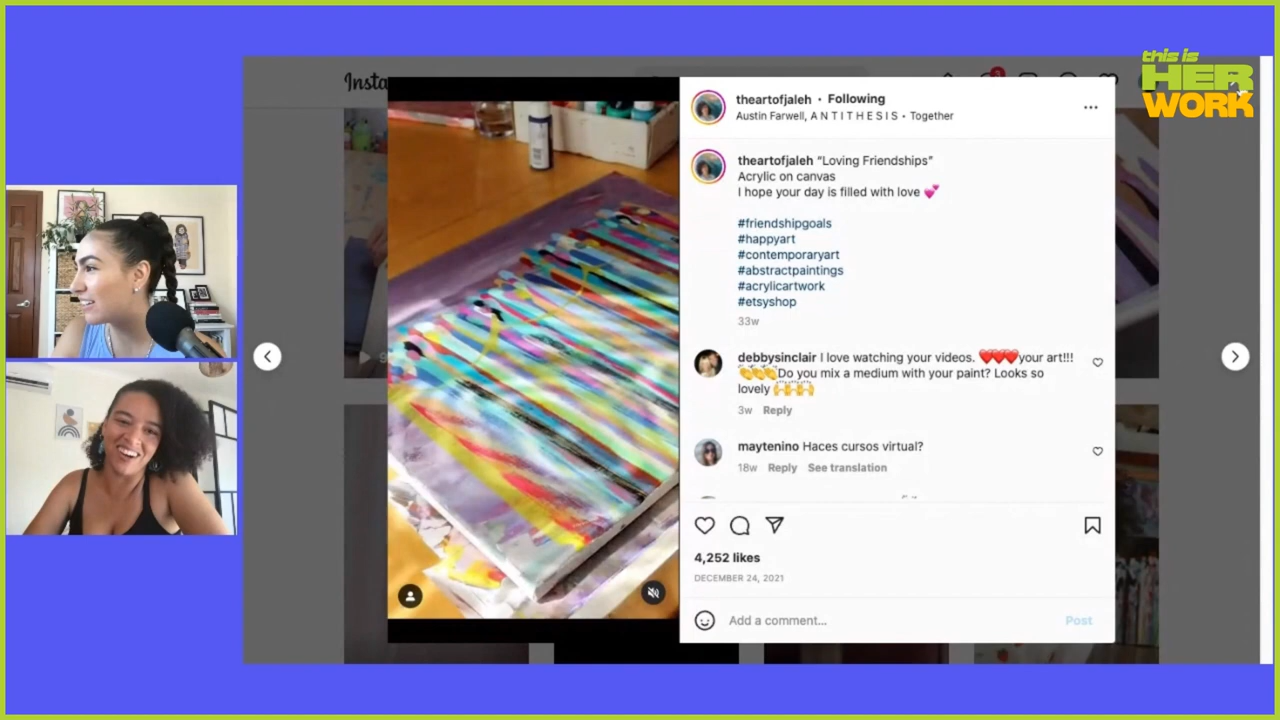 this is
HER
WORK
Insta
theartofjaleh • Following
Austin Farwell, A N T I T H E S I S • Together
theartofjaleh “Loving Friendships”
Acrylic on canvas
I hope your day is filled with love 💕
#friendshipgoals
#happyart
#contemporaryart
#abstractpaintings
#acrylicartwork
#etsyshop
33w
debbysinclair I love watching your videos. ❤️❤️❤️your art!!!
👏👏👏Do you mix a medium with your paint? Looks so
lovely 🙌🙌🙌
3w Reply
maytenino Haces cursos virtual?
18w Reply See translation
4,252 likes
DECEMBER 24, 2021
Add a comment... Post